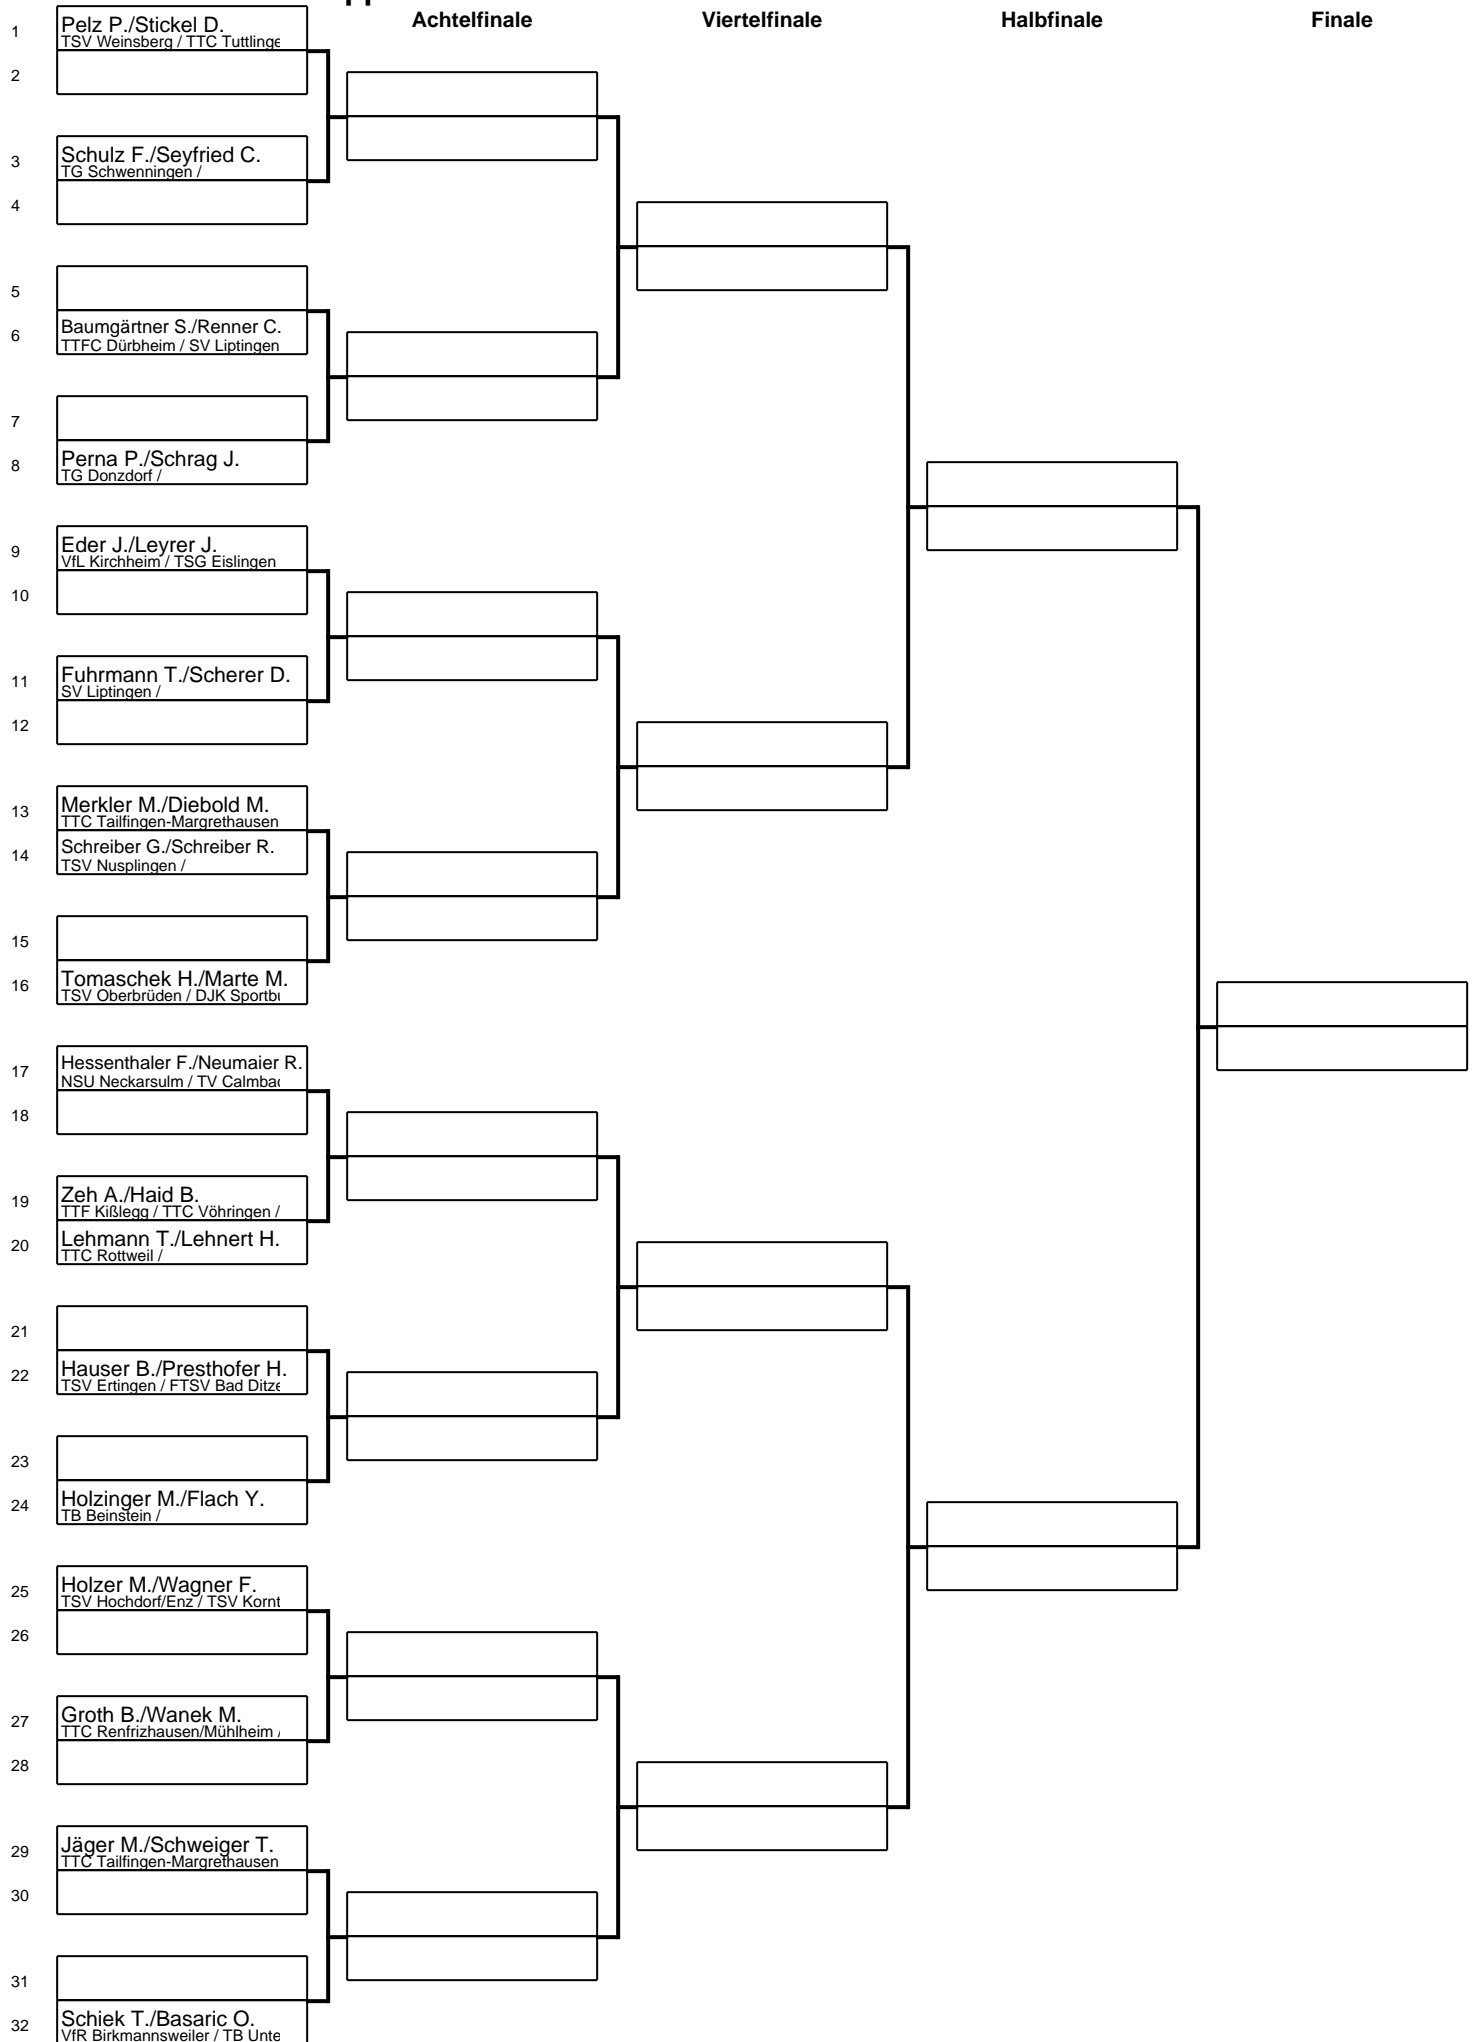 Achtelfinale Viertelfinale Halbfinale Finale
1 Pelz P./Stickel D.
TSV Weinsberg / TTC Tuttlinge
2
3 Schulz F./Seyfried C.
TG Schwenningen /
4
5
6 Baumgärtner S./Renner C.
TTFC Dürbheim / SV Liptingen
7
8 Perna P./Schrag J.
TG Donzdorf /
9 Eder J./Leyrer J.
VfL Kirchheim / TSG Eislingen
10
11 Fuhrmann T./Scherer D.
SV Liptingen /
12
13 Merkler M./Diebold M.
TTC Tailfingen-Margrethausen
14 Schreiber G./Schreiber R.
TSV Nusplingen /
15
16 Tomaschek H./Marte M.
TSV Oberbrüden / DJK Sportbu
17 Hessenthaler F./Neumaier R.
NSU Neckarsulm / TV Calmbac
18
19 Zeh A./Haid B.
TTF Kißlegg / TTC Vöhringen /
20 Lehmann T./Lehnert H.
TTC Rottweil /
21
22 Hauser B./Presthofer H.
TSV Ertingen / FTSV Bad Ditze
23
24 Holzinger M./Flach Y.
TB Beinstein /
25 Holzer M./Wagner F.
TSV Hochdorf/Enz / TSV Kornt
26
27 Groth B./Wanek M.
TTC Renfrizhausen/Mühlheim /
28
29 Jäger M./Schweiger T.
TTC Tailfingen-Margrethausen
30
31
32 Schiek T./Basaric O.
VfR Birkmannsweiler / TB Unte